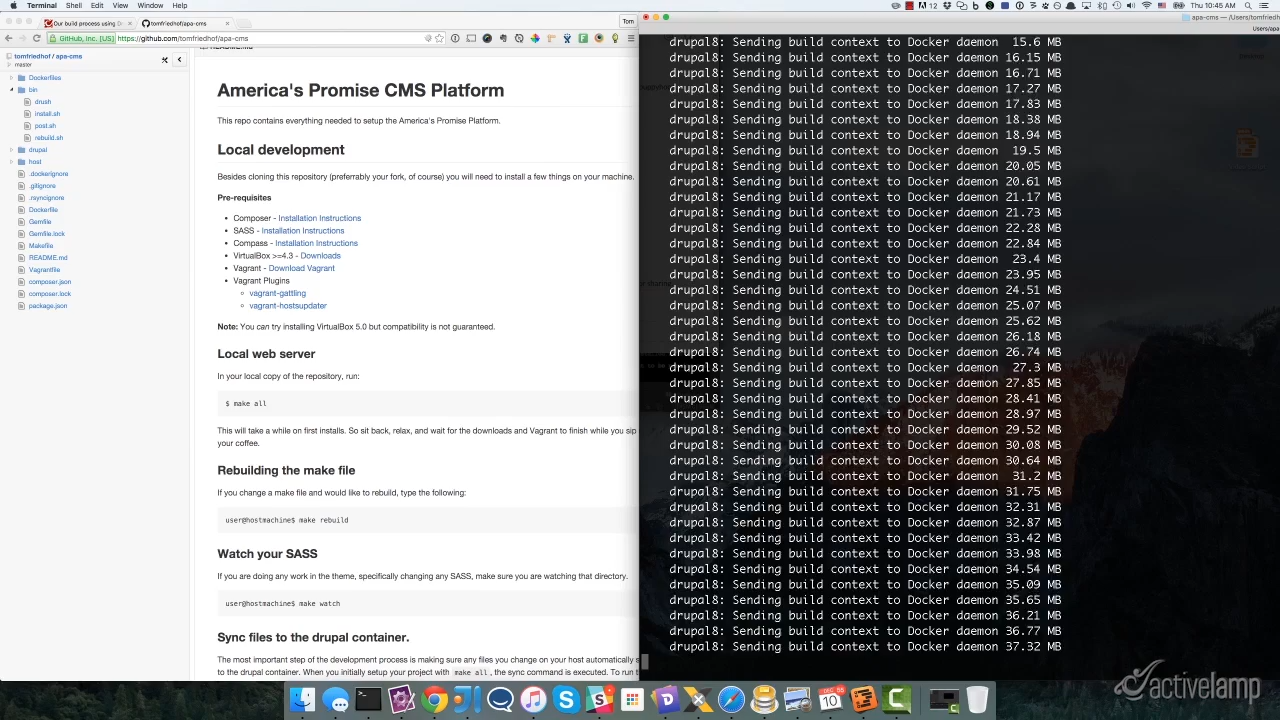 Terminal Shell Edit View Window Help
12
Thu 10:45 AM
Our build process using D
tomfriedhof/apa-cms
Tom
apa-cms — /Users/tomfriedh
Users/apa
GitHub, Inc. [US] https://github.com/tomfriedhof/apa-cms
tomfriedhof / apa-cms
master
README.md
Dockerfiles
bin
drush
install.sh
post.sh
rebuild.sh
drupal
host
.dockerignore
.gitignore
.rsyncignore
Dockerfile
Gemfile
Gemfile.lock
Makefile
README.md
Vagrantfile
composer.json
composer.lock
package.json
America's Promise CMS Platform
This repo contains everything needed to setup the America's Promise Platform.
Local development
Besides cloning this repository (preferrably your fork, of course) you will need to install a few things on your machine.
Pre-requisites
Composer - Installation Instructions
SASS - Installation Instructions
Compass - Installation Instructions
VirtualBox >=4.3 - Downloads
Vagrant - Download Vagrant
Vagrant Plugins
vagrant-gattling
vagrant-hostsupdater
Note: You can try installing VirtualBox 5.0 but compatibility is not guaranteed.
Local web server
In your local copy of the repository, run:
$ make all
This will take a while on first installs. So sit back, relax, and wait for the downloads and Vagrant to finish while you sip
your coffee.
Rebuilding the make file
If you change a make file and would like to rebuild, type the following:
user@hostmachine$ make rebuild
Watch your SASS
If you are doing any work in the theme, specifically changing any SASS, make sure you are watching that directory.
user@hostmachine$ make watch
Sync files to the drupal container.
The most important step of the development process is making sure any files you change on your host automatically s
to the drupal container. When you initially setup your project with make all, the sync command is executed. To run t
drupal8: Sending build context to Docker daemon 15.6 MB
drupal8: Sending build context to Docker daemon 16.15 MB
drupal8: Sending build context to Docker daemon 16.71 MB
drupal8: Sending build context to Docker daemon 17.27 MB
drupal8: Sending build context to Docker daemon 17.83 MB
drupal8: Sending build context to Docker daemon 18.38 MB
drupal8: Sending build context to Docker daemon 18.94 MB
drupal8: Sending build context to Docker daemon 19.5 MB
drupal8: Sending build context to Docker daemon 20.05 MB
drupal8: Sending build context to Docker daemon 20.61 MB
drupal8: Sending build context to Docker daemon 21.17 MB
drupal8: Sending build context to Docker daemon 21.73 MB
drupal8: Sending build context to Docker daemon 22.28 MB
drupal8: Sending build context to Docker daemon 22.84 MB
drupal8: Sending build context to Docker daemon 23.4 MB
drupal8: Sending build context to Docker daemon 23.95 MB
drupal8: Sending build context to Docker daemon 24.51 MB
drupal8: Sending build context to Docker daemon 25.07 MB
drupal8: Sending build context to Docker daemon 25.62 MB
drupal8: Sending build context to Docker daemon 26.18 MB
drupal8: Sending build context to Docker daemon 26.74 MB
drupal8: Sending build context to Docker daemon 27.3 MB
drupal8: Sending build context to Docker daemon 27.85 MB
drupal8: Sending build context to Docker daemon 28.41 MB
drupal8: Sending build context to Docker daemon 28.97 MB
drupal8: Sending build context to Docker daemon 29.52 MB
drupal8: Sending build context to Docker daemon 30.08 MB
drupal8: Sending build context to Docker daemon 30.64 MB
drupal8: Sending build context to Docker daemon 31.2 MB
drupal8: Sending build context to Docker daemon 31.75 MB
drupal8: Sending build context to Docker daemon 32.31 MB
drupal8: Sending build context to Docker daemon 32.87 MB
drupal8: Sending build context to Docker daemon 33.42 MB
drupal8: Sending build context to Docker daemon 33.98 MB
drupal8: Sending build context to Docker daemon 34.54 MB
drupal8: Sending build context to Docker daemon 35.09 MB
drupal8: Sending build context to Docker daemon 35.65 MB
drupal8: Sending build context to Docker daemon 36.21 MB
drupal8: Sending build context to Docker daemon 36.77 MB
drupal8: Sending build context to Docker daemon 37.32 MB
activelamp